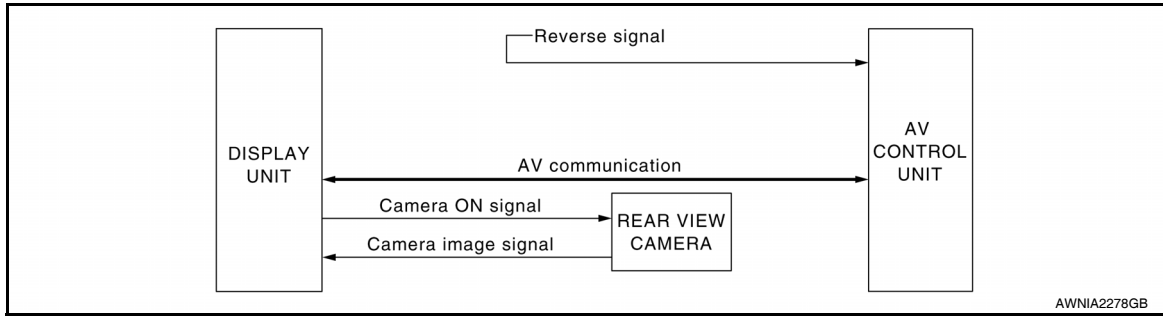 Reverse signal
DISPLAY
UNIT
AV
CONTROL
UNIT
AV communication
Camera ON signal
Camera image signal
REAR VIEW
CAMERA
AWNIA2278GB